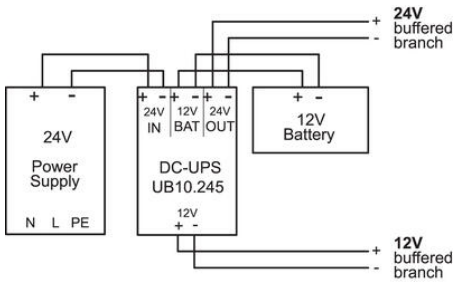 24V
+ buffered
- branch
+ -
24V
Power
Supply
N L PE
+ - + - + -
24V 12V 24V
IN BAT OUT
DC-UPS
UB10.245
12V
+ -
+ -
12V
Battery
12V
+ buffered
- branch